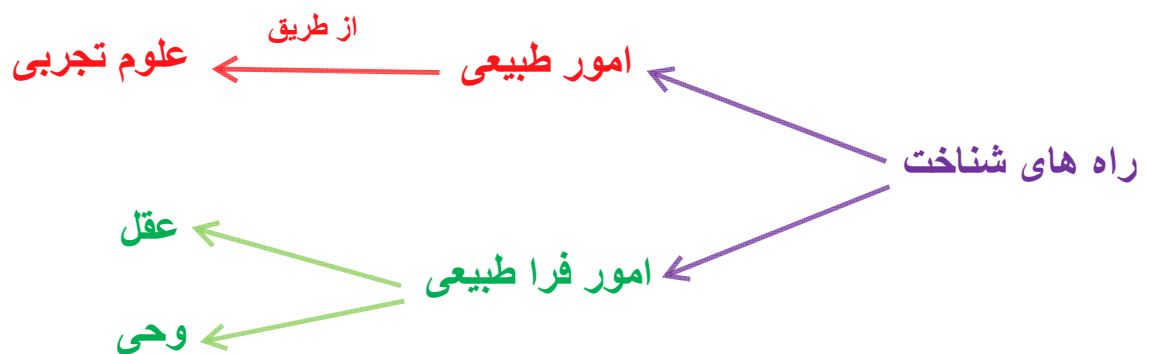 راه های شناخت
امور طبیعی
از طریق
علوم تجربی
امور فرا طبیعی
عقل
وحی